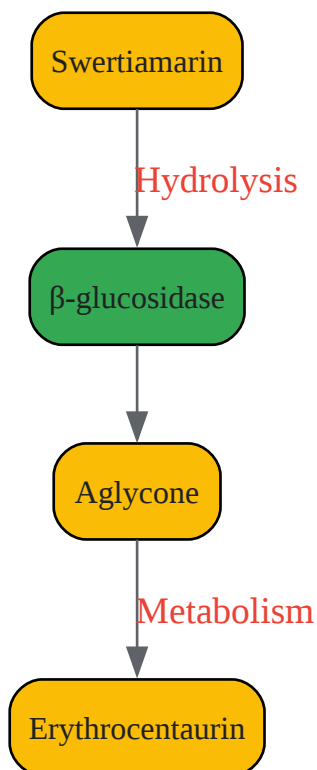 Swertiamarin
Hydrolysis
β-glucosidase
Aglycone
Metabolism
Erythrocentaurin